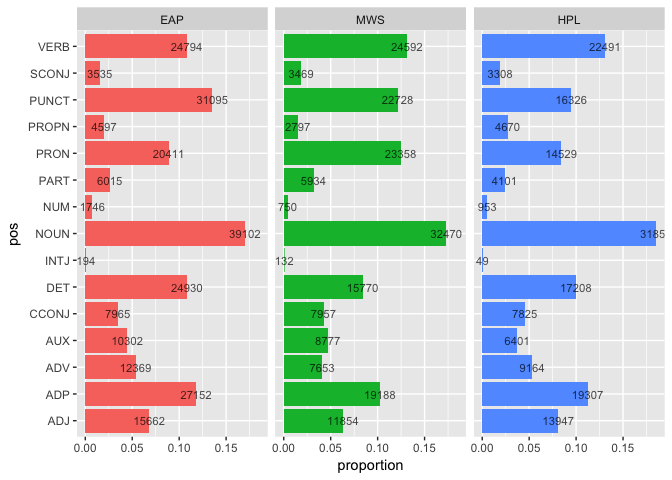 EAP MWS HPL
VERB 24794 24592 22491
SCONJ 3535 3469 3308
PUNCT 31095 22728 16326
PROPN 4597 2797 4670
PRON 20411 23358 14529
PART 6015 5934 4101
NUM 1746 750 953
NOUN 39102 32470 3185
INTJ 194 132 49
DET 24930 15770 17208
CCONJ 7965 7957 7825
AUX 10302 8777 6401
ADV 12369 7653 9164
ADP 27152 19188 19307
ADJ 15662 11854 13947
pos
0.00 0.05 0.10 0.15 0.00 0.05 0.10 0.15 0.00 0.05 0.10 0.15
proportion